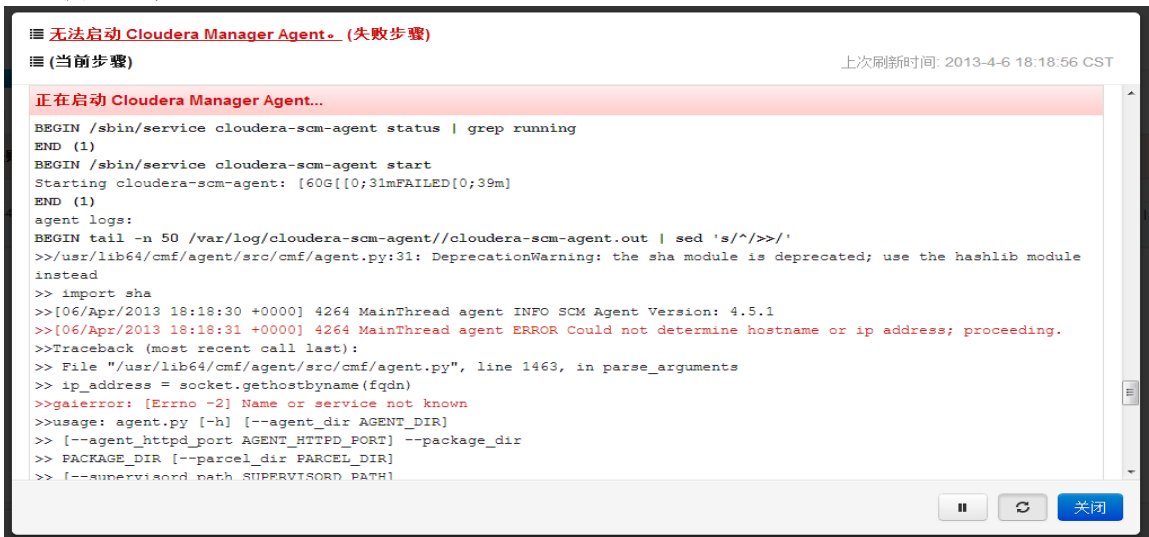 无法启动 Cloudera Manager Agent。 (失败步骤)
(当前步骤)
上次刷新时间: 2013-4-6 18:18:56 CST
正在启动 Cloudera Manager Agent...
BEGIN /sbin/service cloudera-scm-agent status | grep running
END (1)
BEGIN /sbin/service cloudera-scm-agent start
Starting cloudera-scm-agent: [60G[[0;31mFAILED[0;39m]
END (1)
agent logs:
BEGIN tail -n 50 /var/log/cloudera-scm-agent//cloudera-scm-agent.out | sed 's/^/>>/'
>>/usr/lib64/cmf/agent/src/cmf/agent.py:31: DeprecationWarning: the sha module is deprecated; use the hashlib module
instead
>> import sha
>>[06/Apr/2013 18:18:30 +0000] 4264 MainThread agent INFO SCM Agent Version: 4.5.1
>>[06/Apr/2013 18:18:31 +0000] 4264 MainThread agent ERROR Could not determine hostname or ip address; proceeding.
>>Traceback (most recent call last):
>> File "/usr/lib64/cmf/agent/src/cmf/agent.py", line 1463, in parse_arguments
>> ip_address = socket.gethostbyname(fqdn)
>>gaierror: [Errno -2] Name or service not known
>>usage: agent.py [-h] [--agent_dir AGENT_DIR]
>> [--agent_httpd_port AGENT_HTTPD_PORT] --package_dir
>> PACKAGE_DIR [--parcel_dir PARCEL_DIR]
>> [--supervisord_path SUPERVISORD_PATH]
关闭